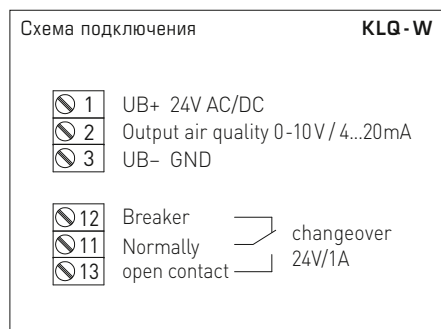 Схема подключения KLQ-W
1 UB+ 24V AC/DC
2 Output air quality 0-10V / 4...20mA
3 UB– GND
12 Breaker
11 Normally
13 open contact
changeover
24V/1A